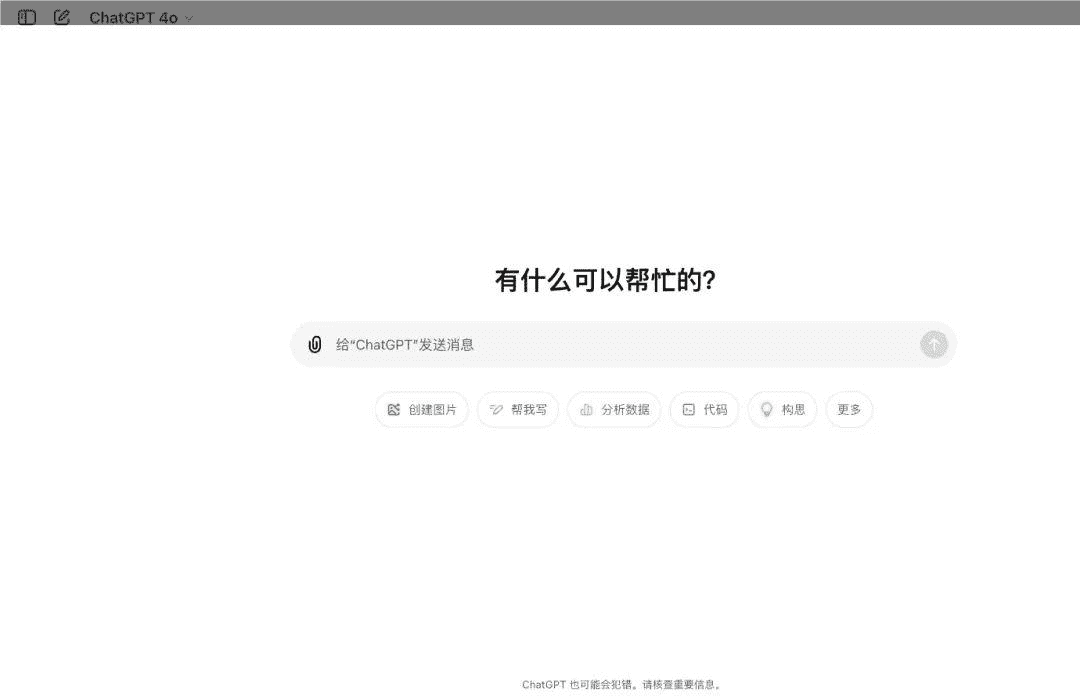 ChatGPT 4o
有什么可以帮忙的?
给“ChatGPT”发送消息
创建图片 帮我写 分析数据 代码 构思 更多
ChatGPT 也可能会犯错。请核查重要信息。